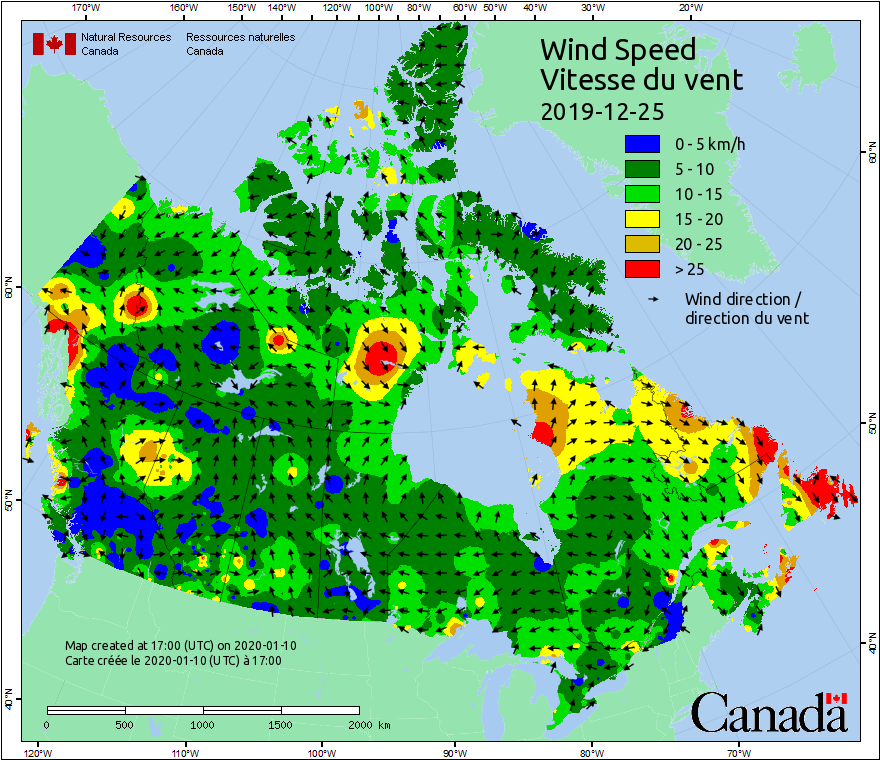 170°W 160°W 150°W 140°W 130°W 120°W 110°W 100°W 90°W 80°W 70°W 60°W 50°W 40°W 30°W 20°W
Natural Resources Canada
Ressources naturelles Canada
Wind Speed
Vitesse du vent
2019-12-25
0 - 5 km/h
5 - 10
10 - 15
15 - 20
20 - 25
> 25
Wind direction /
direction du vent
60°N
60°N
50°N
50°N
40°N
40°N
Map created at 17:00 (UTC) on 2020-01-10
Carte créée le 2020-01-10 (UTC) à 17:00
0 500 1000 1500 2000 km
Canada
120°W 110°W 100°W 90°W 80°W 70°W